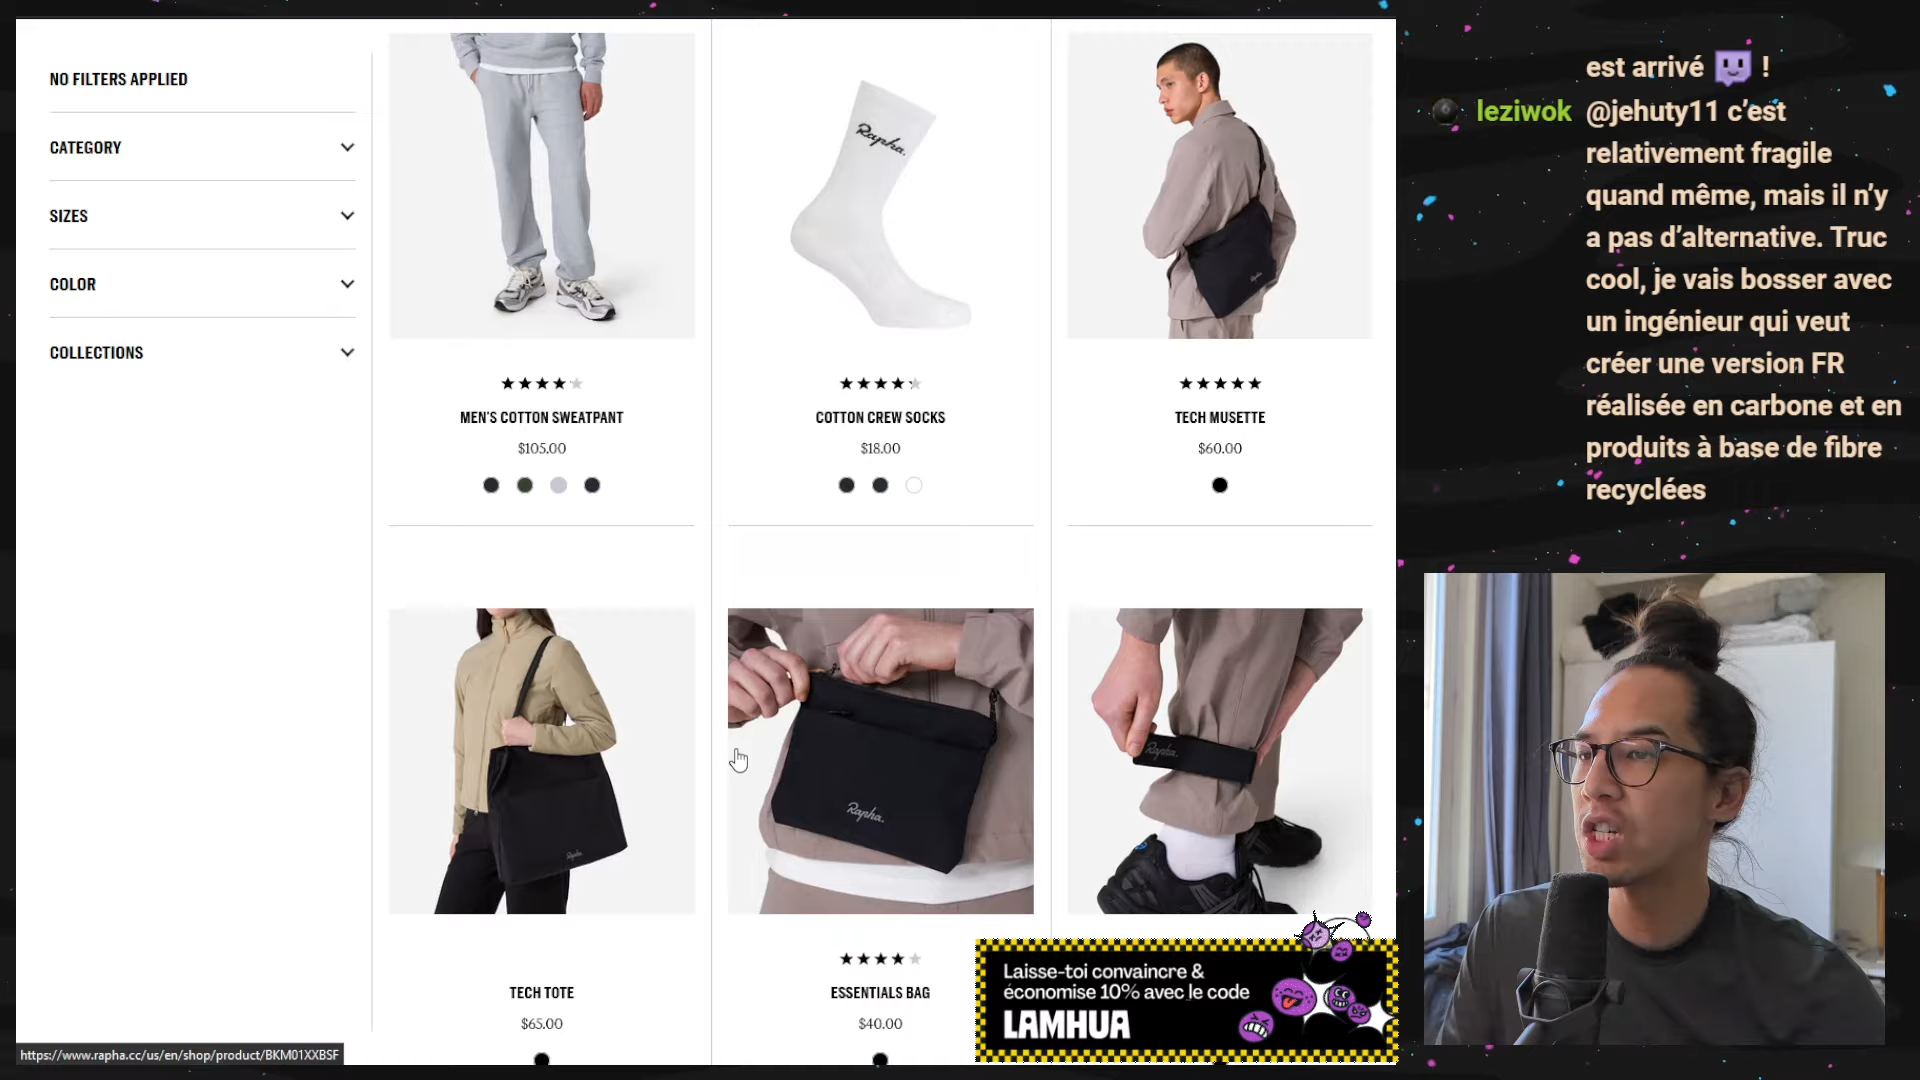 NO FILTERS APPLIED
CATEGORY
SIZES
COLOR
COLLECTIONS
Rapha.
Rapha.
MEN'S COTTON SWEATPANT
$105.00
COTTON CREW SOCKS
$18.00
TECH MUSETTE
$60.00
Rapha.
Rapha.
Rapha.
TECH TOTE
$65.00
ESSENTIALS BAG
$40.00
https://www.rapha.cc/us/en/shop/product/BKM01XXBSF
Laisse-toi convaincre &
économise 10% avec le code
LAMHUA
est arrivé !
leziwok @jehuty11 c'est
relativement fragile
quand même, mais il n'y
a pas d'alternative. Truc
cool, je vais bosser avec
un ingénieur qui veut
créer une version FR
réalisée en carbone et en
produits à base de fibre
recyclées